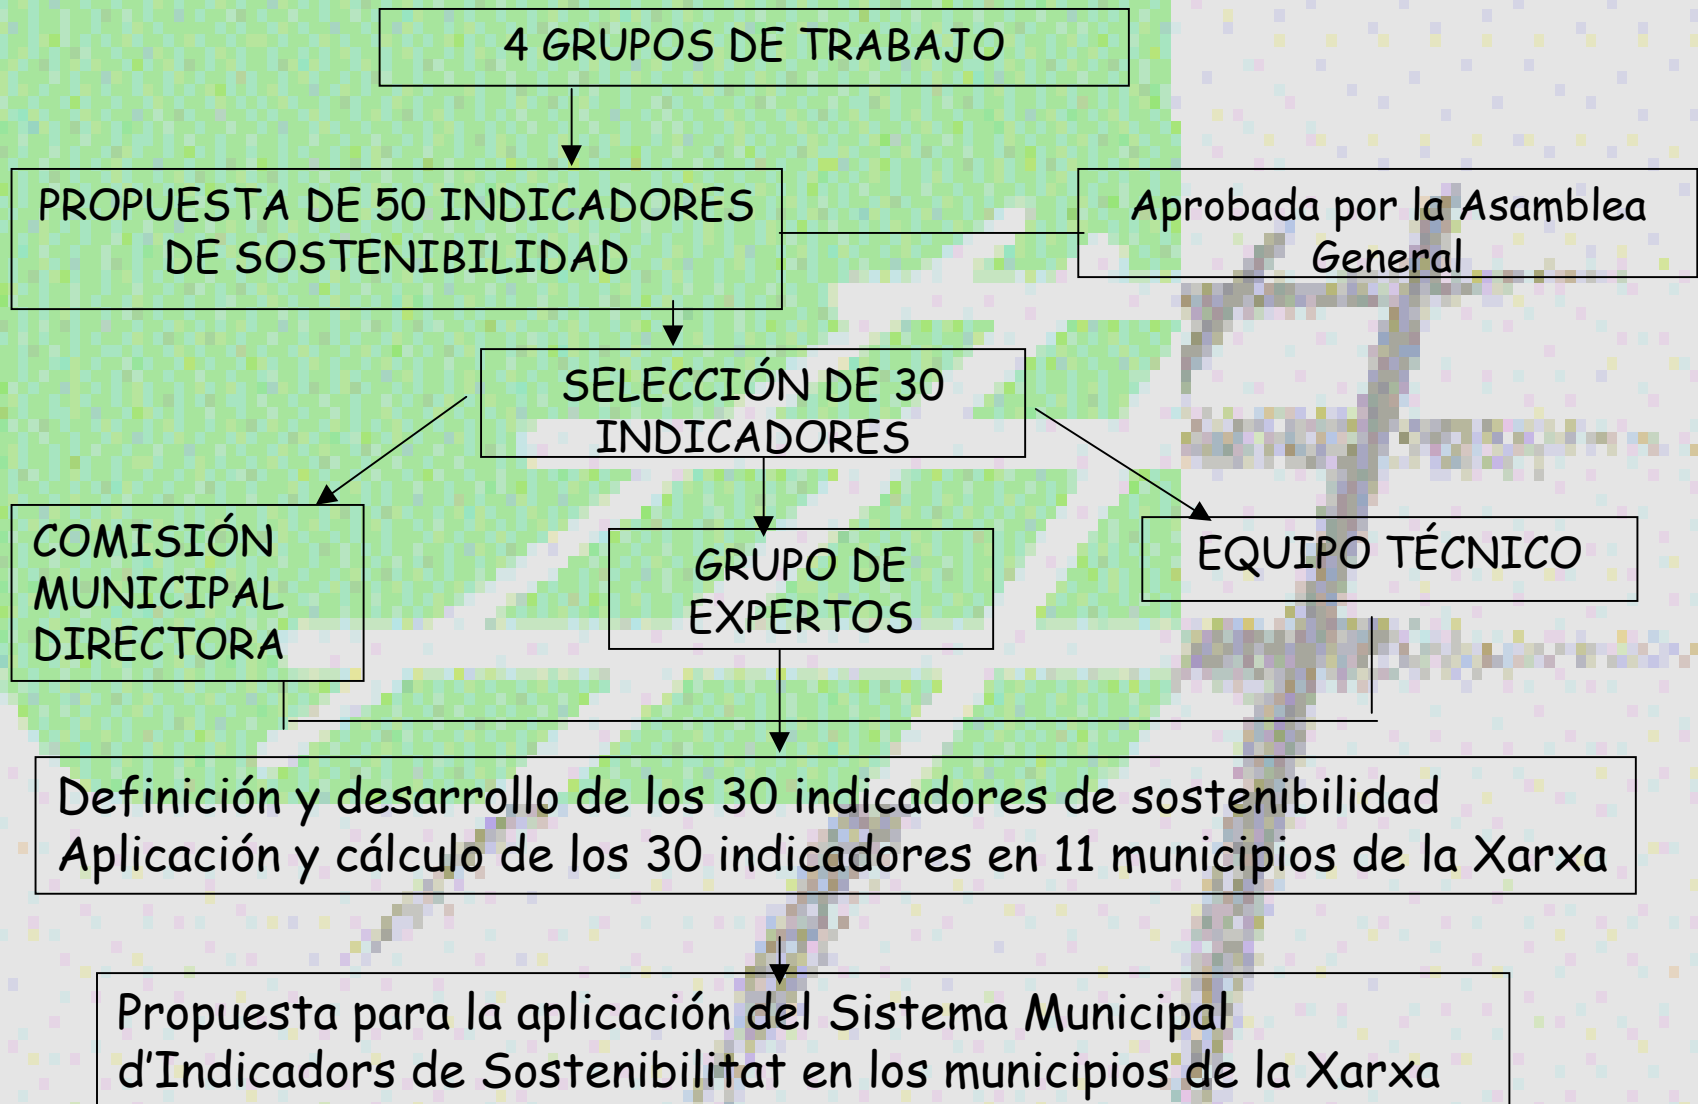 4 GRUPOS DE TRABAJO
PROPUESTA DE 50 INDICADORES
DE SOSTENIBILIDAD
Aprobada por la Asamblea
General
SELECCIÓN DE 30
INDICADORES
COMISIÓN
MUNICIPAL
DIRECTORA
GRUPO DE
EXPERTOS
EQUIPO TÉCNICO
Definición y desarrollo de los 30 indicadores de sostenibilidad
Aplicación y cálculo de los 30 indicadores en 11 municipios de la Xarxa
Propuesta para la aplicación del Sistema Municipal
d'Indicadors de Sostenibilitat en los municipios de la Xarxa